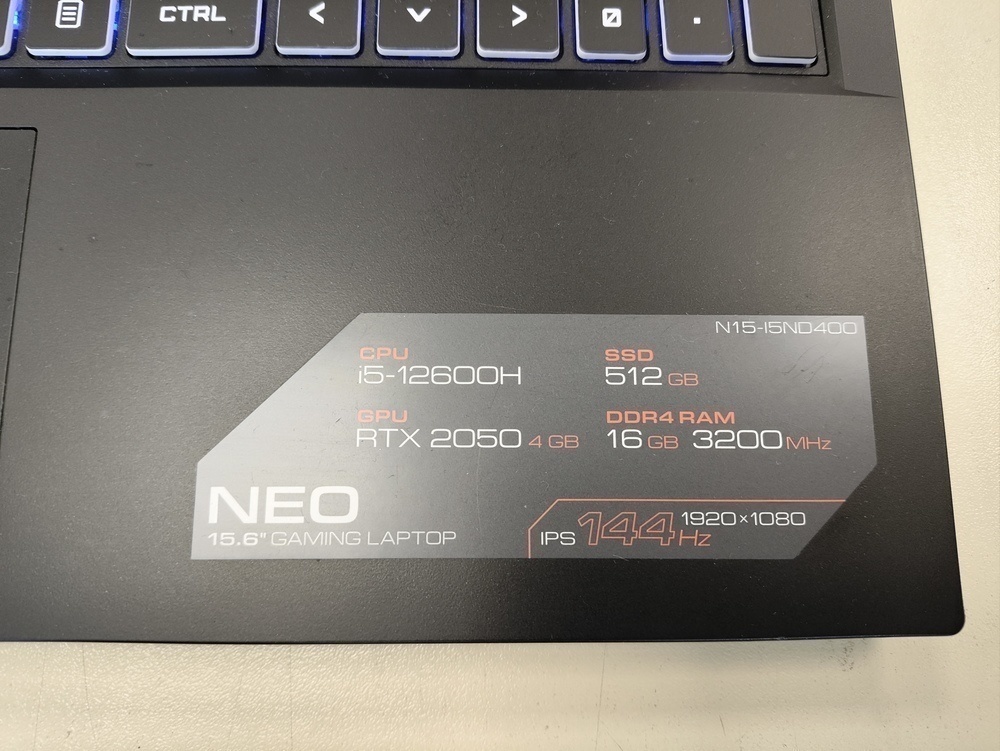 CTRL < ⌄ > 0 .
N15-I5ND400
CPU
i5-12600H
SSD
512 GB
GPU
RTX 2050 4 GB
DDR4 RAM
16 GB 3200 MHz
NEO
15.6" GAMING LAPTOP
IPS 144 Hz 1920×1080